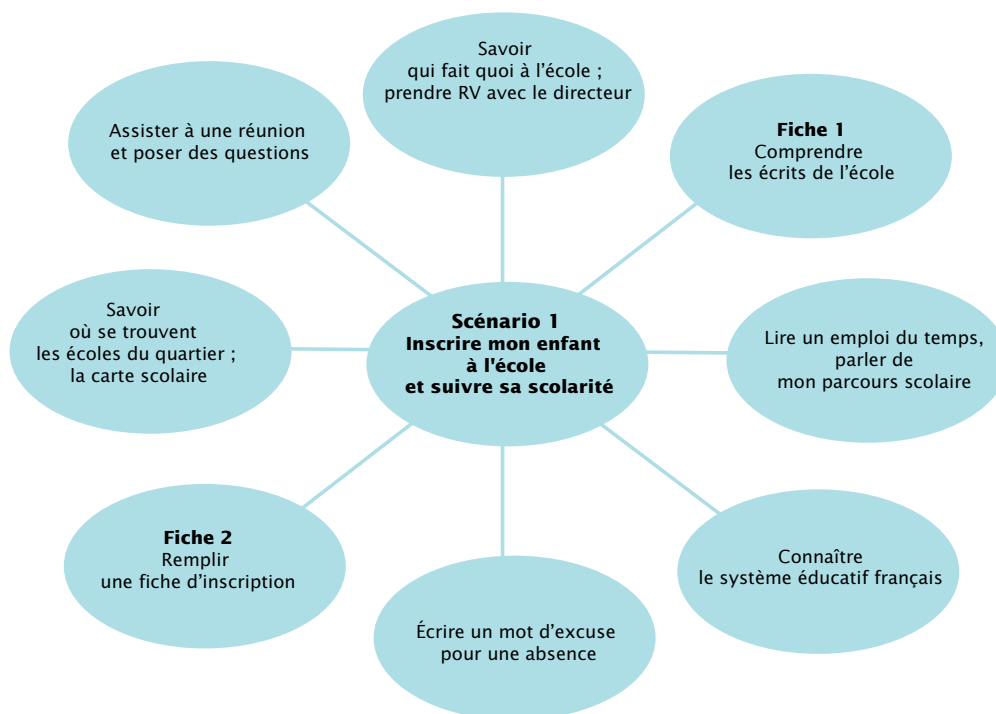 Savoir
qui fait quoi à l'école ;
prendre RV avec le directeur
Assister à une réunion
et poser des questions
Fiche 1
Comprendre
les écrits de l'école
Savoir
où se trouvent
les écoles du quartier ;
la carte scolaire
Scénario 1
Inscrire mon enfant
à l'école
et suivre sa scolarité
Lire un emploi du temps,
parler de
mon parcours scolaire
Fiche 2
Remplir
une fiche d'inscription
Connaître
le système éducatif français
Écrire un mot d'excuse
pour une absence